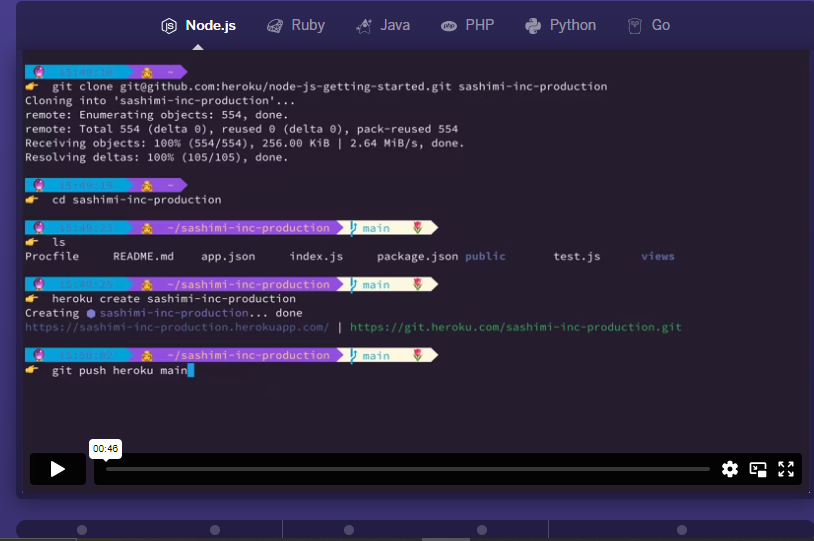 Node.js Ruby Java PHP Python Go
~
git clone git@github.com:heroku/node-js-getting-started.git sashimi-inc-production
Cloning into 'sashimi-inc-production'...
remote: Enumerating objects: 554, done.
remote: Total 554 (delta 0), reused 0 (delta 0), pack-reused 554
Receiving objects: 100% (554/554), 256.00 KiB | 2.64 MiB/s, done.
Resolving deltas: 100% (105/105), done.
~
cd sashimi-inc-production
15:49:23 ~/sashimi-inc-production main
ls
Procfile README.md app.json index.js package.json public test.js views
~/sashimi-inc-production main
heroku create sashimi-inc-production
Creating sashimi-inc-production... done
https://sashimi-inc-production.herokuapp.com/ | https://git.heroku.com/sashimi-inc-production.git
~/sashimi-inc-production main
git push heroku main
00:46